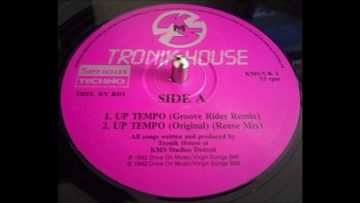 KMS
TRONIK HOUSE
Serious
TECHNO
KMS-UK 1
33 rpm
DIST. BY RIO
SIDE A
1. UP TEMPO (Groove Rider Remix)
2. UP TEMPO (Original) (Reese Mix)
All songs written and produced by
Tronik House at
KMS Studios Detroit
℗ 1992 Drive On Music/Virgin Songs BMI
© 1992 Drive On Music/Virgin Songs BMI